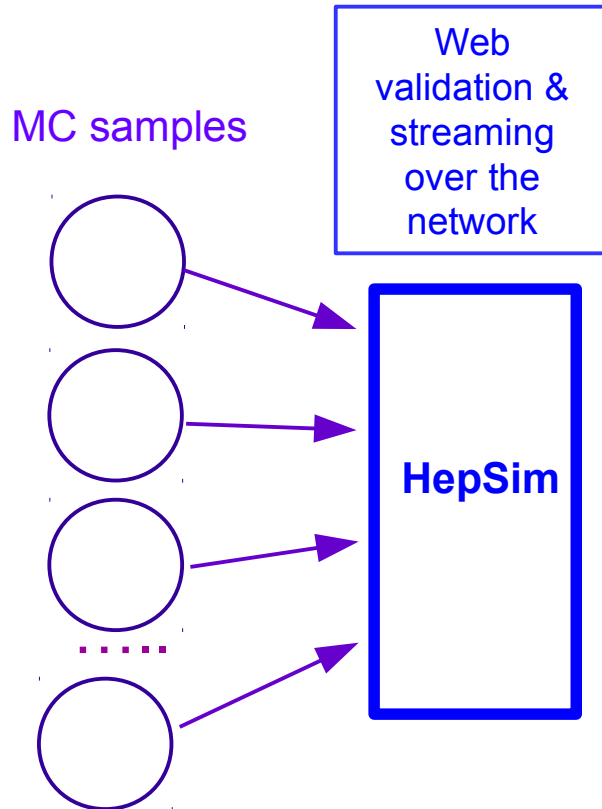 Web
validation &
streaming
over the
network
MC samples
HepSim